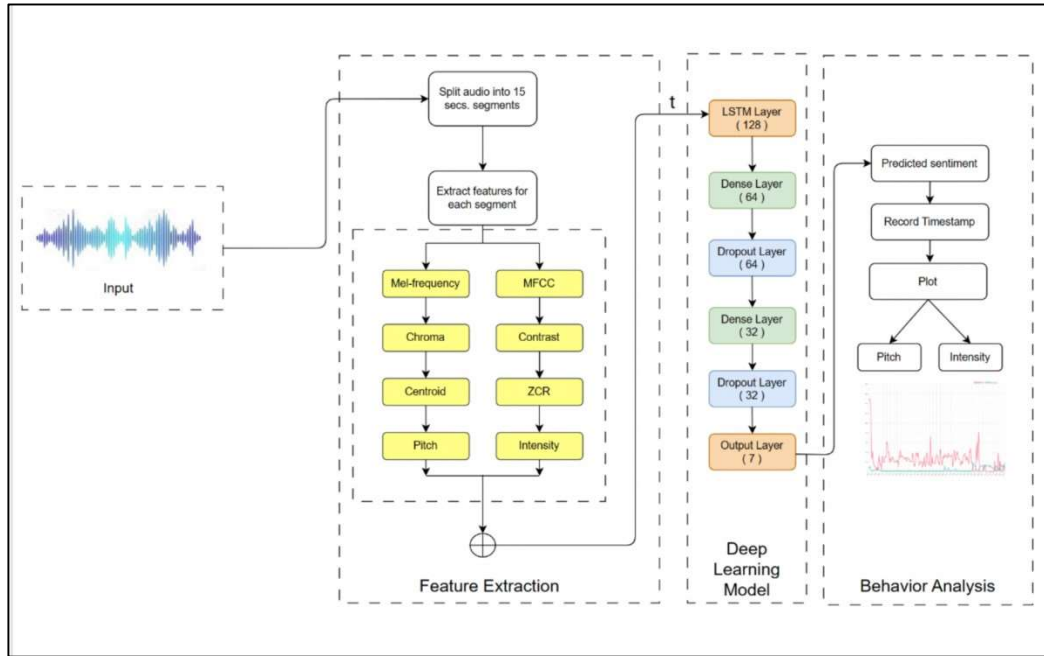 Input
Split audio into 15
secs. segments
Extract features for
each segment
Mel-frequency
MFCC
Chroma
Contrast
Centroid
ZCR
Pitch
Intensity
Feature Extraction
t
LSTM Layer
( 128 )
Dense Layer
( 64 )
Dropout Layer
( 64 )
Dense Layer
( 32 )
Dropout Layer
( 32 )
Output Layer
( 7 )
Deep
Learning
Model
Predicted sentiment
Record Timestamp
Plot
Pitch
Intensity
Behavior Analysis